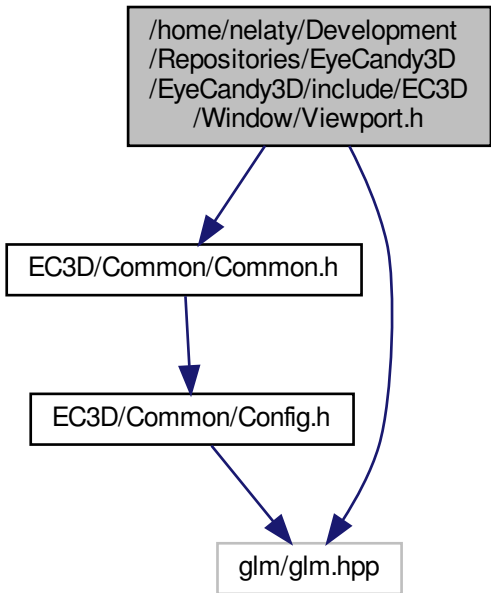 /home/nelaty/Development
/Repositories/EyeCandy3D
/EyeCandy3D/include/EC3D
/Window/Viewport.h
EC3D/Common/Common.h
EC3D/Common/Config.h
glm/glm.hpp